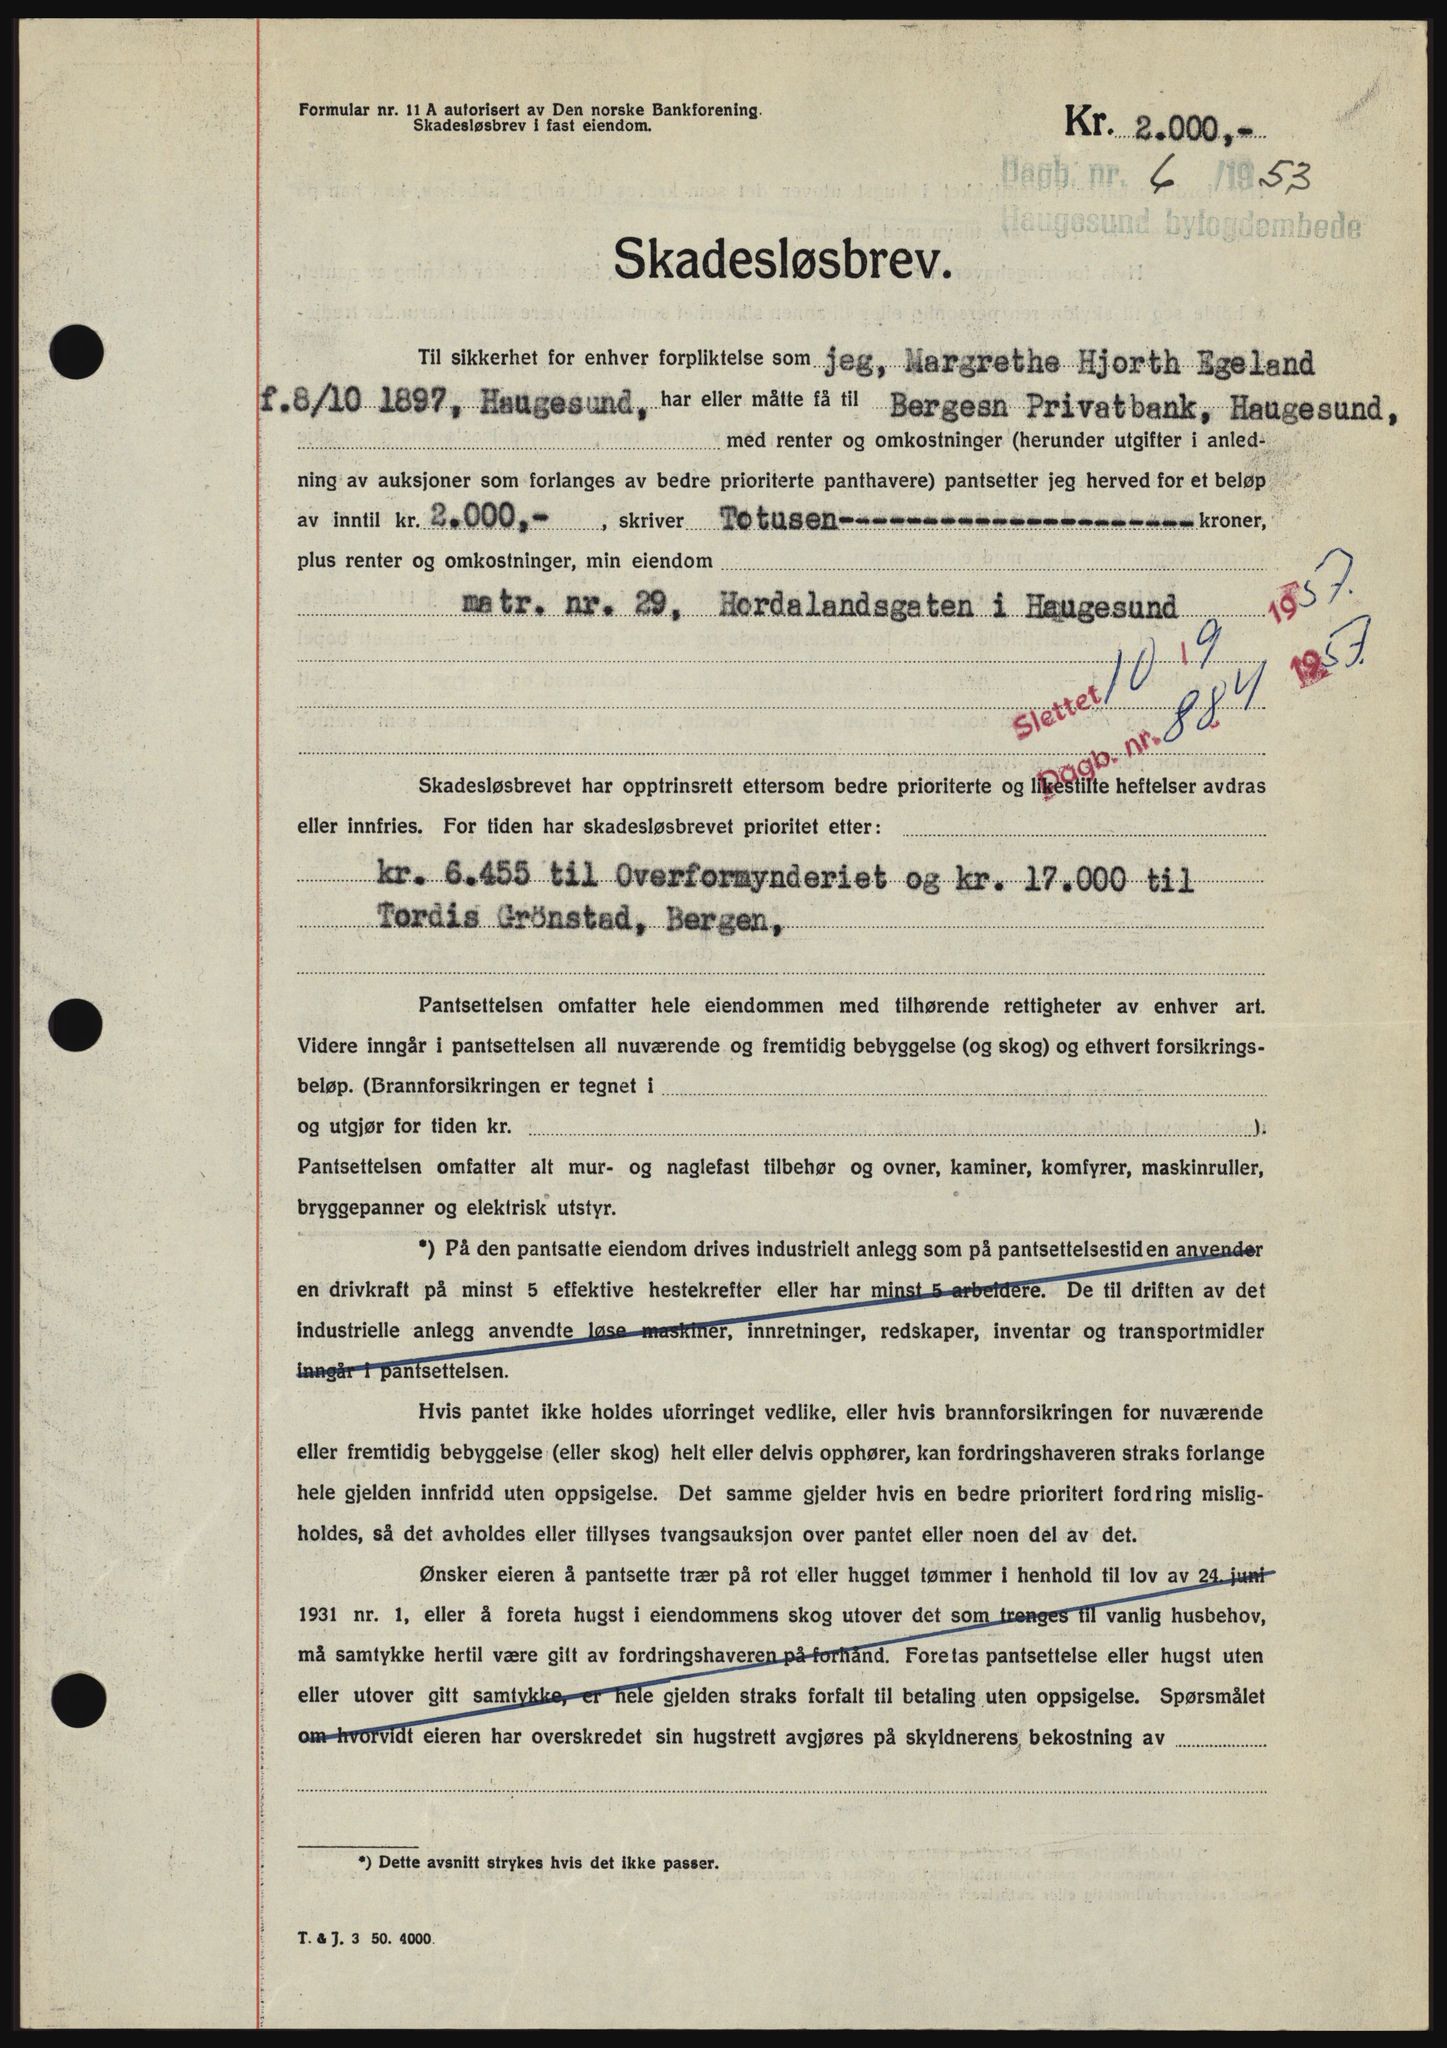 Formular nr. 11 A autorisert av Den norske Bankforening.
Skadesløsbrev i fast eiendom.
Kr. 2.000,-
Dagb. nr. 6 /1953
Haugesund byfogdembede
Skadesløsbrev.
Til sikkerhet for enhver forpliktelse som jeg, Margrethe Hjorth Egeland
f.8/10 1897, Haugesund, har eller måtte få til Bergesn Privatbank, Haugesund,
med renter og omkostninger (herunder utgifter i anled-
ning av auksjoner som forlanges av bedre prioriterte panthavere) pantsetter jeg herved for et beløp
av inntil kr. 2.000,- , skriver Totusen---------------------- kroner,
plus renter og omkostninger, min eiendom
matr. nr. 29, Hordalandsgaten i Haugesund
Slettet 10 / 9 1957.
Dagb. nr. 884 1957.
Skadesløsbrevet har opptrinsrett ettersom bedre prioriterte og likestilte heftelser avdras
eller innfries. For tiden har skadesløsbrevet prioritet etter:
kr. 6.455 til Overformynderiet og kr. 17.000 til
Tordis Grönstad, Bergen,
Pantsettelsen omfatter hele eiendommen med tilhørende rettigheter av enhver art.
Videre inngår i pantsettelsen all nuværende og fremtidig bebyggelse (og skog) og ethvert forsikrings-
beløp. (Brannforsikringen er tegnet i
og utgjør for tiden kr. ).
Pantsettelsen omfatter alt mur- og naglefast tilbehør og ovner, kaminer, komfyrer, maskinruller,
bryggepanner og elektrisk utstyr.
*) På den pantsatte eiendom drives industrielt anlegg som på pantsettelsestiden anvender
en drivkraft på minst 5 effektive hestekrefter eller har minst 5 arbeidere. De til driften av det
industrielle anlegg anvendte løse maskiner, innretninger, redskaper, inventar og transportmidler
inngår i pantsettelsen.
Hvis pantet ikke holdes uforringet vedlike, eller hvis brannforsikringen for nuværende
eller fremtidig bebyggelse (eller skog) helt eller delvis opphører, kan fordringshaveren straks forlange
hele gjelden innfridd uten oppsigelse. Det samme gjelder hvis en bedre prioritert fordring mislig-
holdes, så det avholdes eller tillyses tvangsauksjon over pantet eller noen del av det.
Ønsker eieren å pantsette trær på rot eller hugget tømmer i henhold til lov av 24. juni
1931 nr. 1, eller å foreta hugst i eiendommens skog utover det som trenges til vanlig husbehov,
må samtykke hertil være gitt av fordringshaveren på forhånd. Foretas pantsettelse eller hugst uten
eller utover gitt samtykke, er hele gjelden straks forfalt til betaling uten oppsigelse. Spørsmålet
om hvorvidt eieren har overskredet sin hugstrett avgjøres på skyldnerens bekostning av
*) Dette avsnitt strykes hvis det ikke passer.
T. & J. 3 50. 4000.